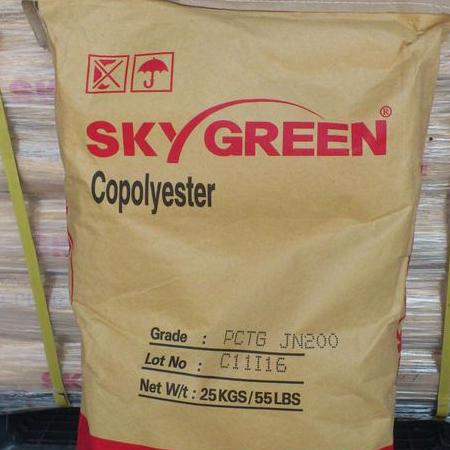 SKYGREEN®
Copolyester
Grade : PCTG JN200
Lot No : C11I16
Net W/t : 25KGS/55LBS